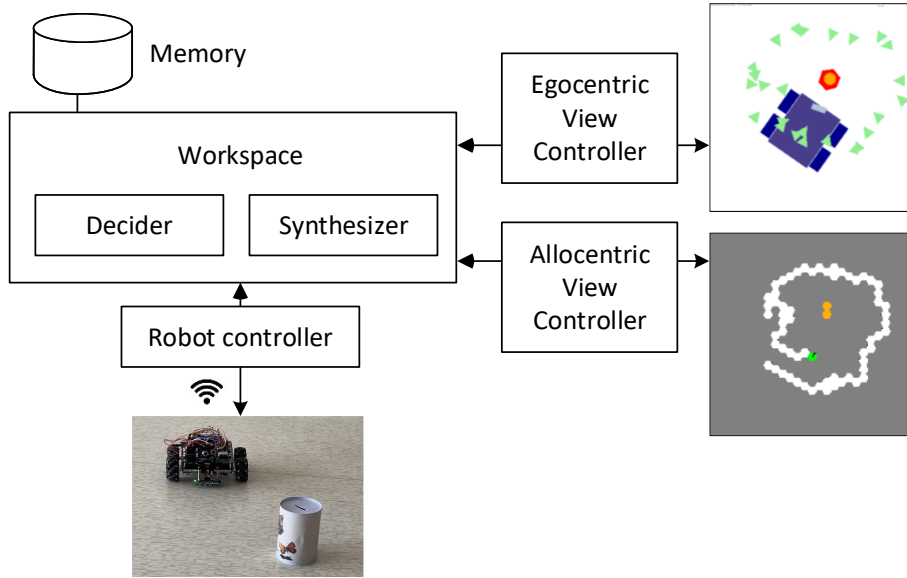 Memory
Workspace
Decider
Synthesizer
Robot controller
Egocentric
View
Controller
Allocentric
View
Controller